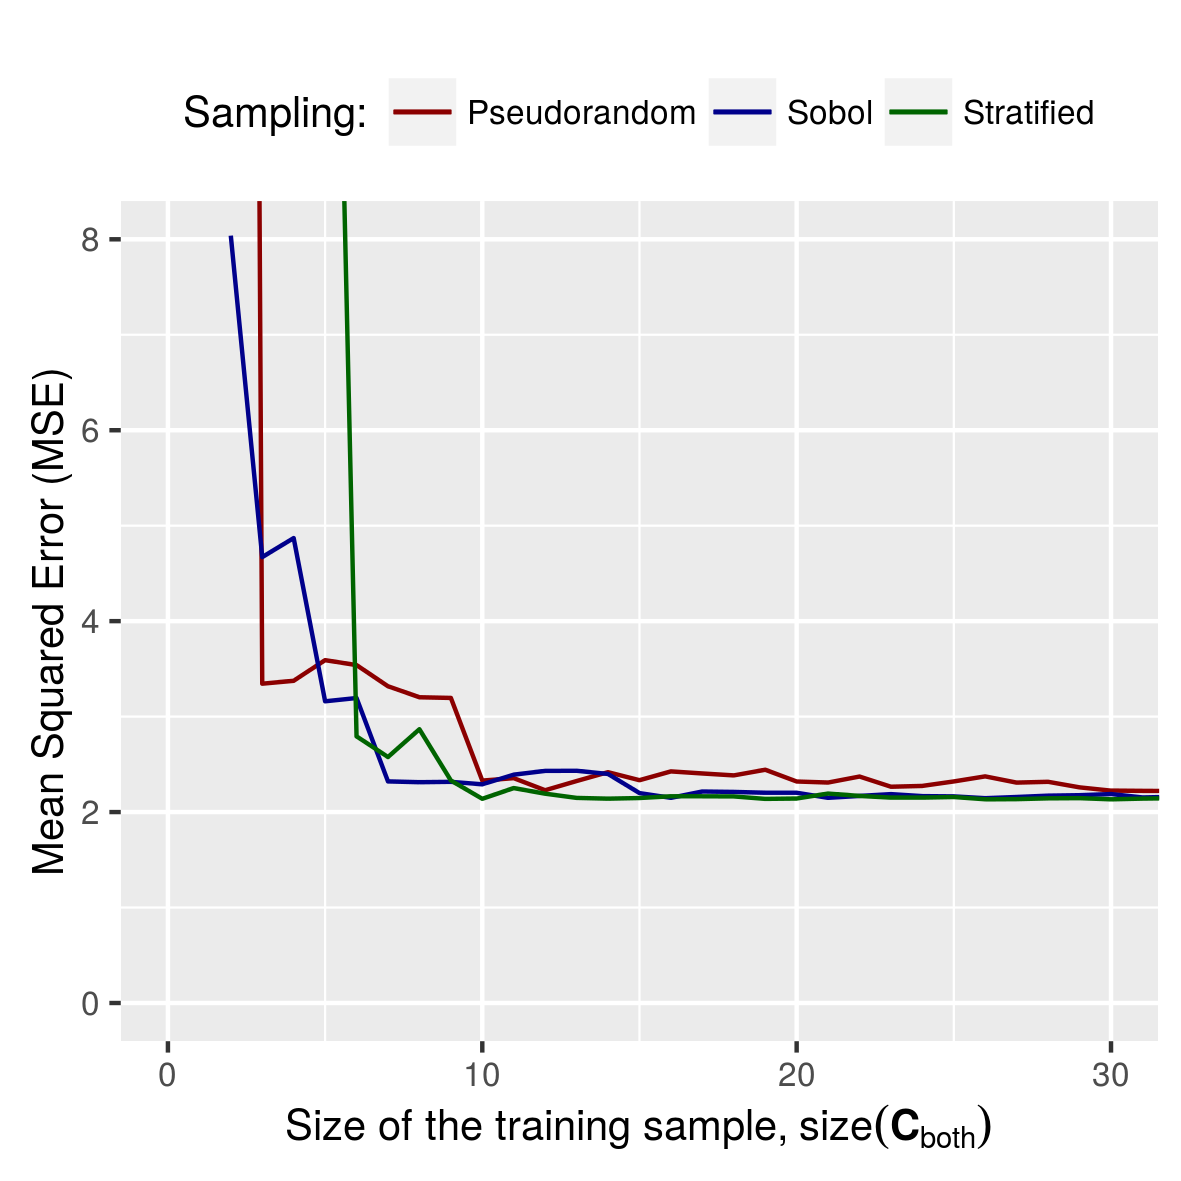 Sampling: Pseudorandom Sobol Stratified
8
6
4
2
0
Mean Squared Error (MSE)
0 10 20 30
Size of the training sample, size(C_both)